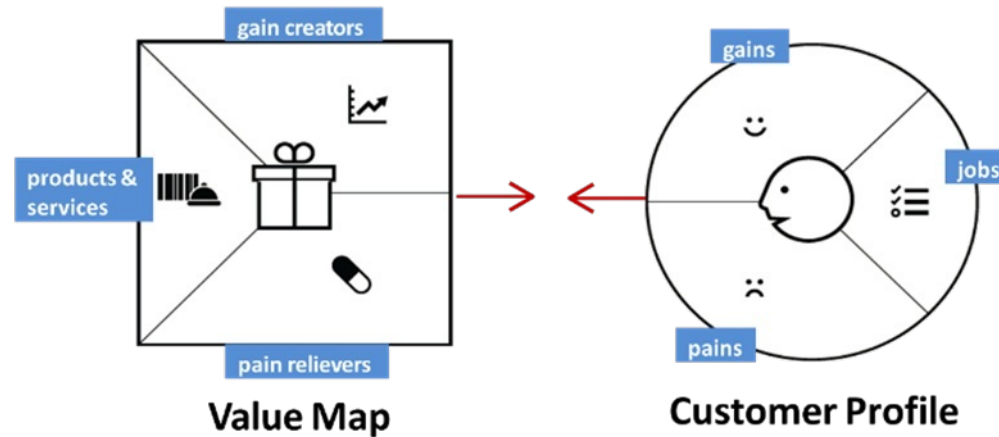 gain creators
gains
products &
services
jobs
pain relievers
pains
Value Map
Customer Profile